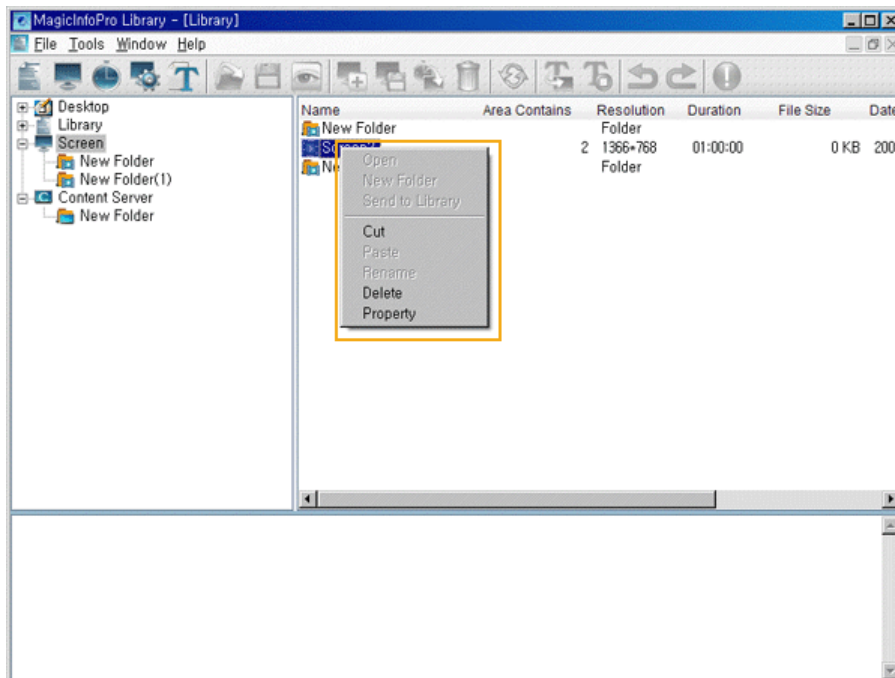 MagicInfoPro Library - [Library]
File Tools Window Help
Desktop
Library
Screen
New Folder
New Folder(1)
Content Server
New Folder
Name Area Contains Resolution Duration File Size Date
New Folder Folder
2 1366*768 01:00:00 0 KB 200
Ne Folder
Open
New Folder
Send to Library
Cut
Paste
Rename
Delete
Property